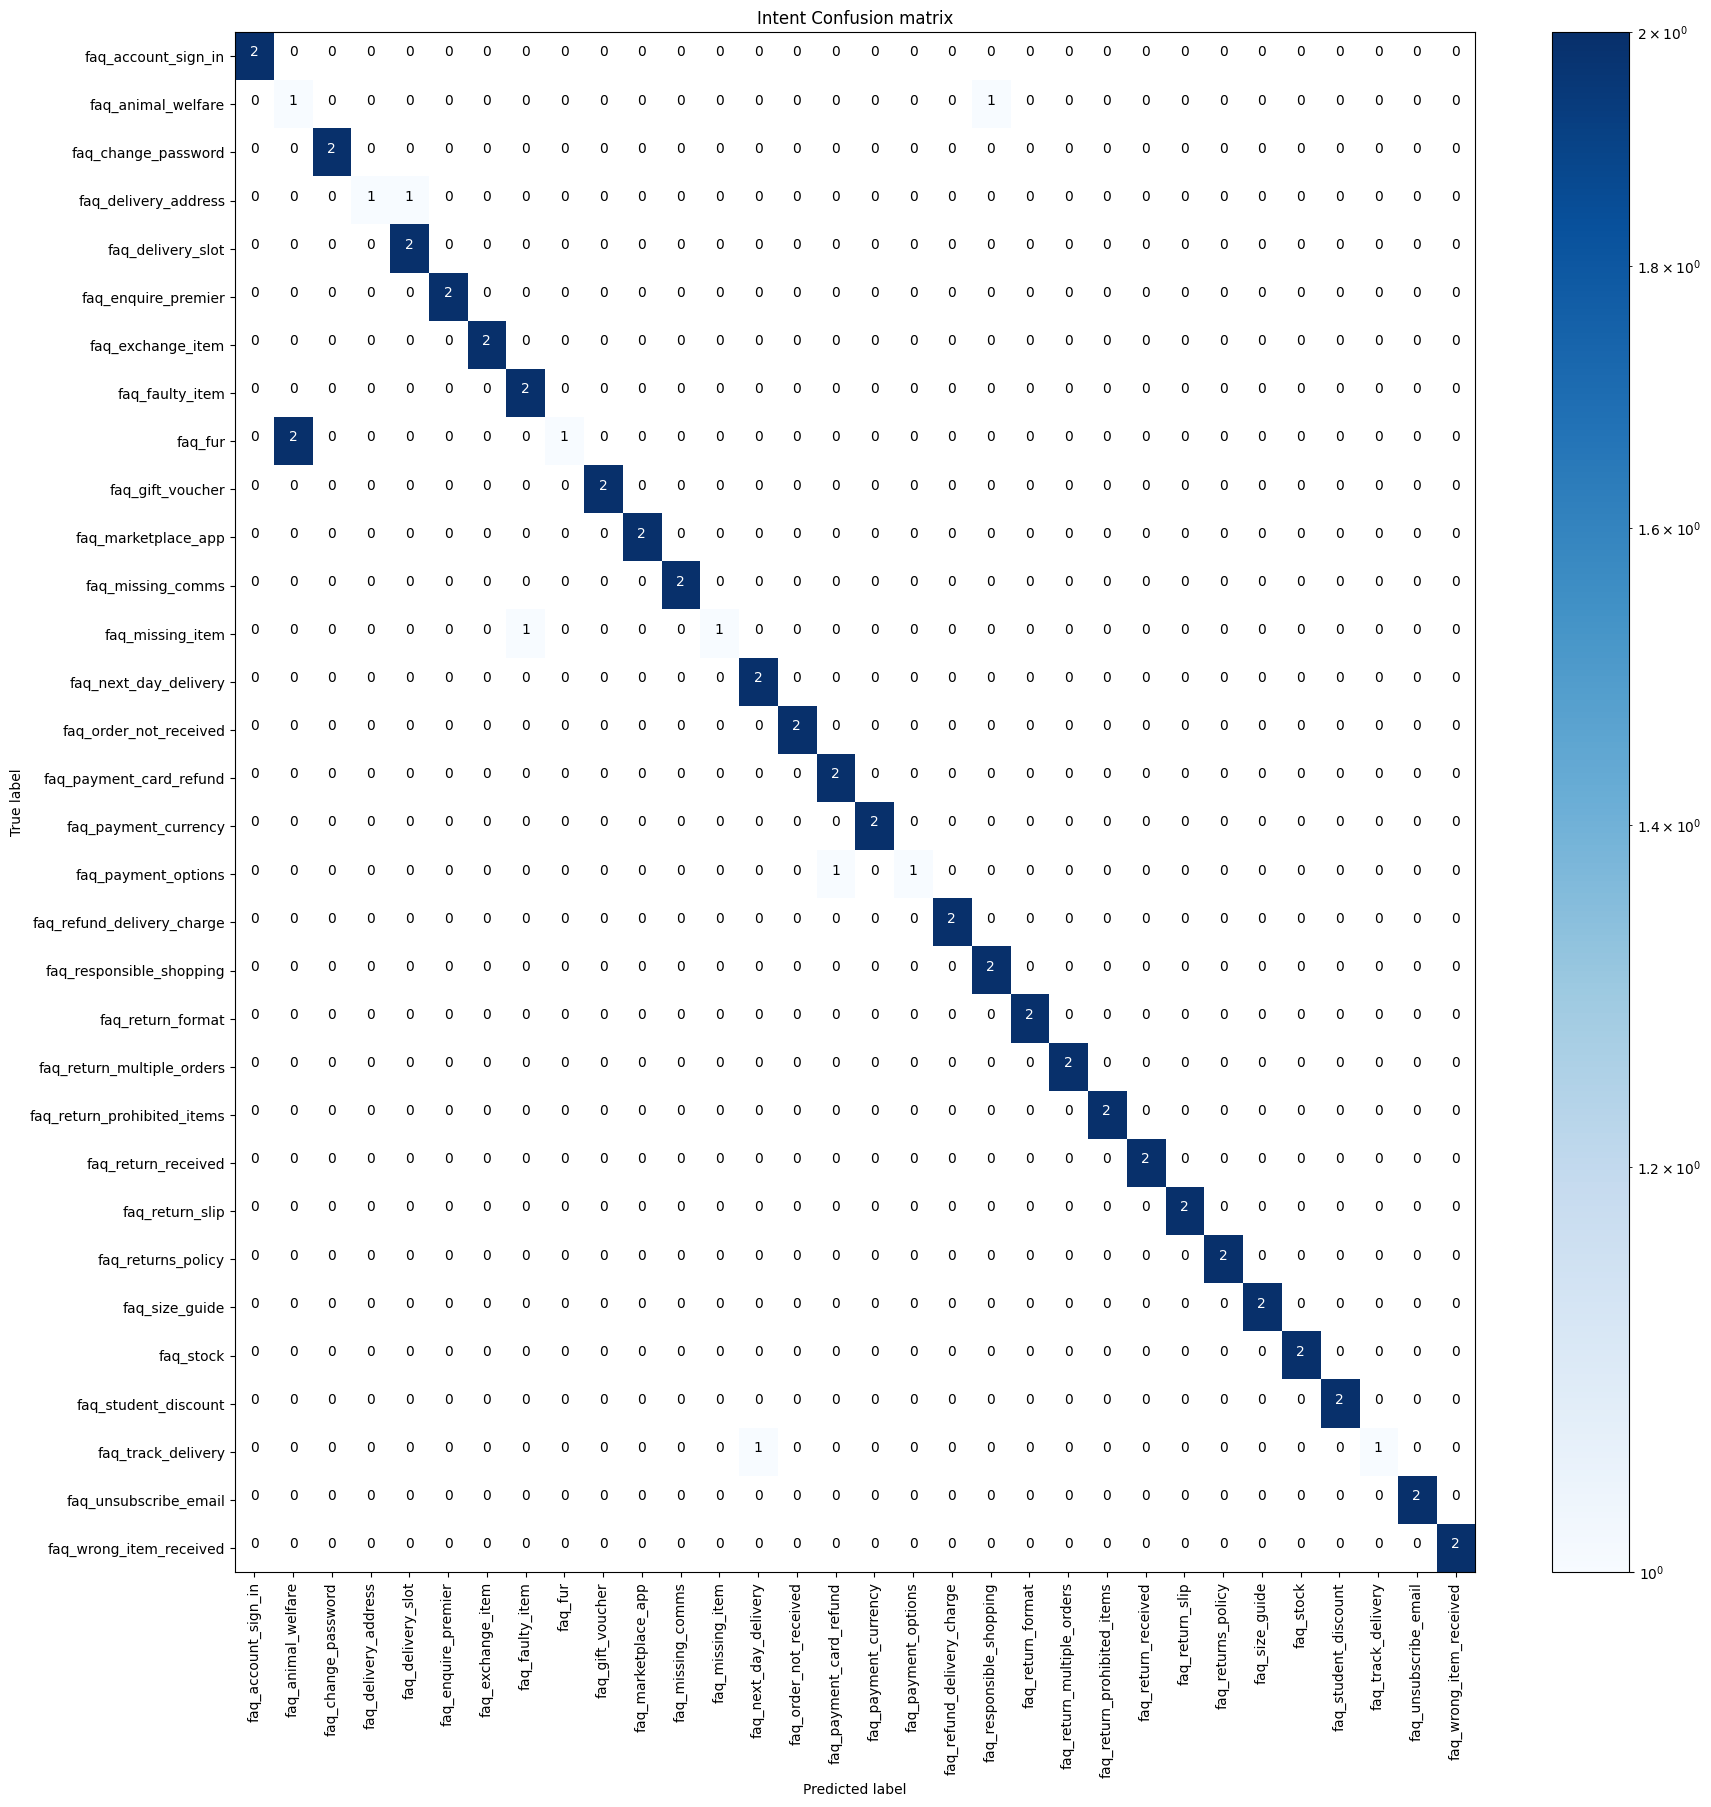 Intent Confusion matrix
faq_account_sign_in 2 0 0 0 0 0 0 0 0 0 0 0 0 0 0 0 0 0 0 0 0 0 0 0 0 0 0 0 0 0 0 0
faq_animal_welfare 0 1 0 0 0 0 0 0 0 0 0 0 0 0 0 0 0 0 0 1 0 0 0 0 0 0 0 0 0 0 0 0
faq_change_password 0 0 2 0 0 0 0 0 0 0 0 0 0 0 0 0 0 0 0 0 0 0 0 0 0 0 0 0 0 0 0 0
faq_delivery_address 0 0 0 1 1 0 0 0 0 0 0 0 0 0 0 0 0 0 0 0 0 0 0 0 0 0 0 0 0 0 0 0
faq_delivery_slot 0 0 0 0 2 0 0 0 0 0 0 0 0 0 0 0 0 0 0 0 0 0 0 0 0 0 0 0 0 0 0 0
faq_enquire_premier 0 0 0 0 0 2 0 0 0 0 0 0 0 0 0 0 0 0 0 0 0 0 0 0 0 0 0 0 0 0 0 0
faq_exchange_item 0 0 0 0 0 0 2 0 0 0 0 0 0 0 0 0 0 0 0 0 0 0 0 0 0 0 0 0 0 0 0 0
faq_faulty_item 0 0 0 0 0 0 0 2 0 0 0 0 0 0 0 0 0 0 0 0 0 0 0 0 0 0 0 0 0 0 0 0
faq_fur 0 2 0 0 0 0 0 0 1 0 0 0 0 0 0 0 0 0 0 0 0 0 0 0 0 0 0 0 0 0 0 0
faq_gift_voucher 0 0 0 0 0 0 0 0 0 2 0 0 0 0 0 0 0 0 0 0 0 0 0 0 0 0 0 0 0 0 0 0
faq_marketplace_app 0 0 0 0 0 0 0 0 0 0 2 0 0 0 0 0 0 0 0 0 0 0 0 0 0 0 0 0 0 0 0 0
faq_missing_comms 0 0 0 0 0 0 0 0 0 0 0 2 0 0 0 0 0 0 0 0 0 0 0 0 0 0 0 0 0 0 0 0
faq_missing_item 0 0 0 0 0 0 0 1 0 0 0 0 1 0 0 0 0 0 0 0 0 0 0 0 0 0 0 0 0 0 0 0
faq_next_day_delivery 0 0 0 0 0 0 0 0 0 0 0 0 0 2 0 0 0 0 0 0 0 0 0 0 0 0 0 0 0 0 0 0
faq_order_not_received 0 0 0 0 0 0 0 0 0 0 0 0 0 0 2 0 0 0 0 0 0 0 0 0 0 0 0 0 0 0 0 0
faq_payment_card_refund 0 0 0 0 0 0 0 0 0 0 0 0 0 0 0 2 0 0 0 0 0 0 0 0 0 0 0 0 0 0 0 0
faq_payment_currency 0 0 0 0 0 0 0 0 0 0 0 0 0 0 0 0 2 0 0 0 0 0 0 0 0 0 0 0 0 0 0 0
faq_payment_options 0 0 0 0 0 0 0 0 0 0 0 0 0 0 0 1 0 1 0 0 0 0 0 0 0 0 0 0 0 0 0 0
faq_refund_delivery_charge 0 0 0 0 0 0 0 0 0 0 0 0 0 0 0 0 0 0 2 0 0 0 0 0 0 0 0 0 0 0 0 0
faq_responsible_shopping 0 0 0 0 0 0 0 0 0 0 0 0 0 0 0 0 0 0 0 2 0 0 0 0 0 0 0 0 0 0 0 0
faq_return_format 0 0 0 0 0 0 0 0 0 0 0 0 0 0 0 0 0 0 0 0 2 0 0 0 0 0 0 0 0 0 0 0
faq_return_multiple_orders 0 0 0 0 0 0 0 0 0 0 0 0 0 0 0 0 0 0 0 0 0 2 0 0 0 0 0 0 0 0 0 0
faq_return_prohibited_items 0 0 0 0 0 0 0 0 0 0 0 0 0 0 0 0 0 0 0 0 0 0 2 0 0 0 0 0 0 0 0 0
faq_return_received 0 0 0 0 0 0 0 0 0 0 0 0 0 0 0 0 0 0 0 0 0 0 0 2 0 0 0 0 0 0 0 0
faq_return_slip 0 0 0 0 0 0 0 0 0 0 0 0 0 0 0 0 0 0 0 0 0 0 0 0 2 0 0 0 0 0 0 0
faq_returns_policy 0 0 0 0 0 0 0 0 0 0 0 0 0 0 0 0 0 0 0 0 0 0 0 0 0 2 0 0 0 0 0 0
faq_size_guide 0 0 0 0 0 0 0 0 0 0 0 0 0 0 0 0 0 0 0 0 0 0 0 0 0 0 2 0 0 0 0 0
faq_stock 0 0 0 0 0 0 0 0 0 0 0 0 0 0 0 0 0 0 0 0 0 0 0 0 0 0 0 2 0 0 0 0
faq_student_discount 0 0 0 0 0 0 0 0 0 0 0 0 0 0 0 0 0 0 0 0 0 0 0 0 0 0 0 0 2 0 0 0
faq_track_delivery 0 0 0 0 0 0 0 0 0 0 0 0 0 1 0 0 0 0 0 0 0 0 0 0 0 0 0 0 0 1 0 0
faq_unsubscribe_email 0 0 0 0 0 0 0 0 0 0 0 0 0 0 0 0 0 0 0 0 0 0 0 0 0 0 0 0 0 0 2 0
faq_wrong_item_received 0 0 0 0 0 0 0 0 0 0 0 0 0 0 0 0 0 0 0 0 0 0 0 0 0 0 0 0 0 0 0 2
True label
faq_account_sign_in
faq_animal_welfare
faq_change_password
faq_delivery_address
faq_delivery_slot
faq_enquire_premier
faq_exchange_item
faq_faulty_item
faq_fur
faq_gift_voucher
faq_marketplace_app
faq_missing_comms
faq_missing_item
faq_next_day_delivery
faq_order_not_received
faq_payment_card_refund
faq_payment_currency
faq_payment_options
faq_refund_delivery_charge
faq_responsible_shopping
faq_return_format
faq_return_multiple_orders
faq_return_prohibited_items
faq_return_received
faq_return_slip
faq_returns_policy
faq_size_guide
faq_stock
faq_student_discount
faq_track_delivery
faq_unsubscribe_email
faq_wrong_item_received
Predicted label
2 × 10⁰
1.8 × 10⁰
1.6 × 10⁰
1.4 × 10⁰
1.2 × 10⁰
10⁰